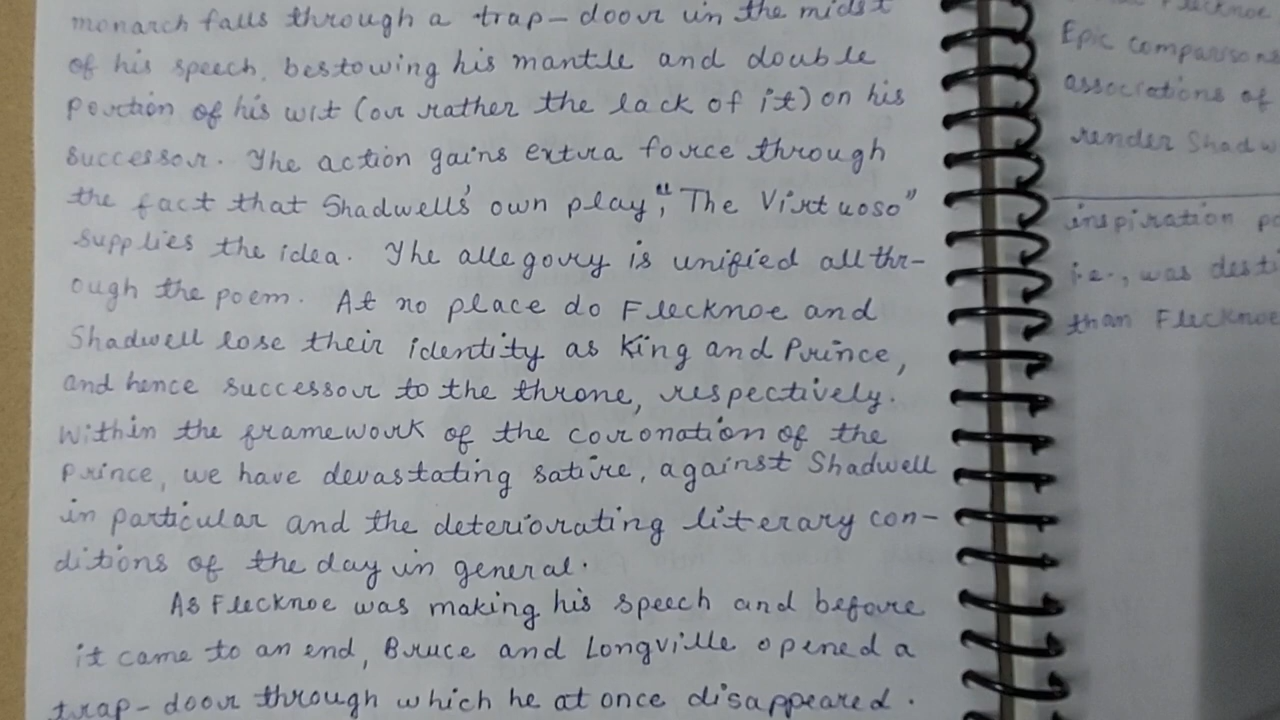 monarch falls through a trap-door in the midst
of his speech, bestowing his mantle and double
portion of his wit (or rather the lack of it) on his
successor. The action gains extra force through
the fact that Shadwell's own play, "The Virtuoso"
supplies the idea. The allegory is unified all thr-
ough the poem. At no place do Flecknoe and
Shadwell lose their identity as King and Prince,
and hence successor to the throne, respectively.
Within the framework of the coronation of the
Prince, we have devastating satire, against Shadwell
in particular and the deteriorating literary con-
ditions of the day in general.
As Flecknoe was making his speech and before
it came to an end, Bruce and Longville opened a
trap-door through which he at once disappeared.
Flecknoe
Epic comparisons
associations of
render Shadw
inspiration
i.e., was desti
than Flecknoe